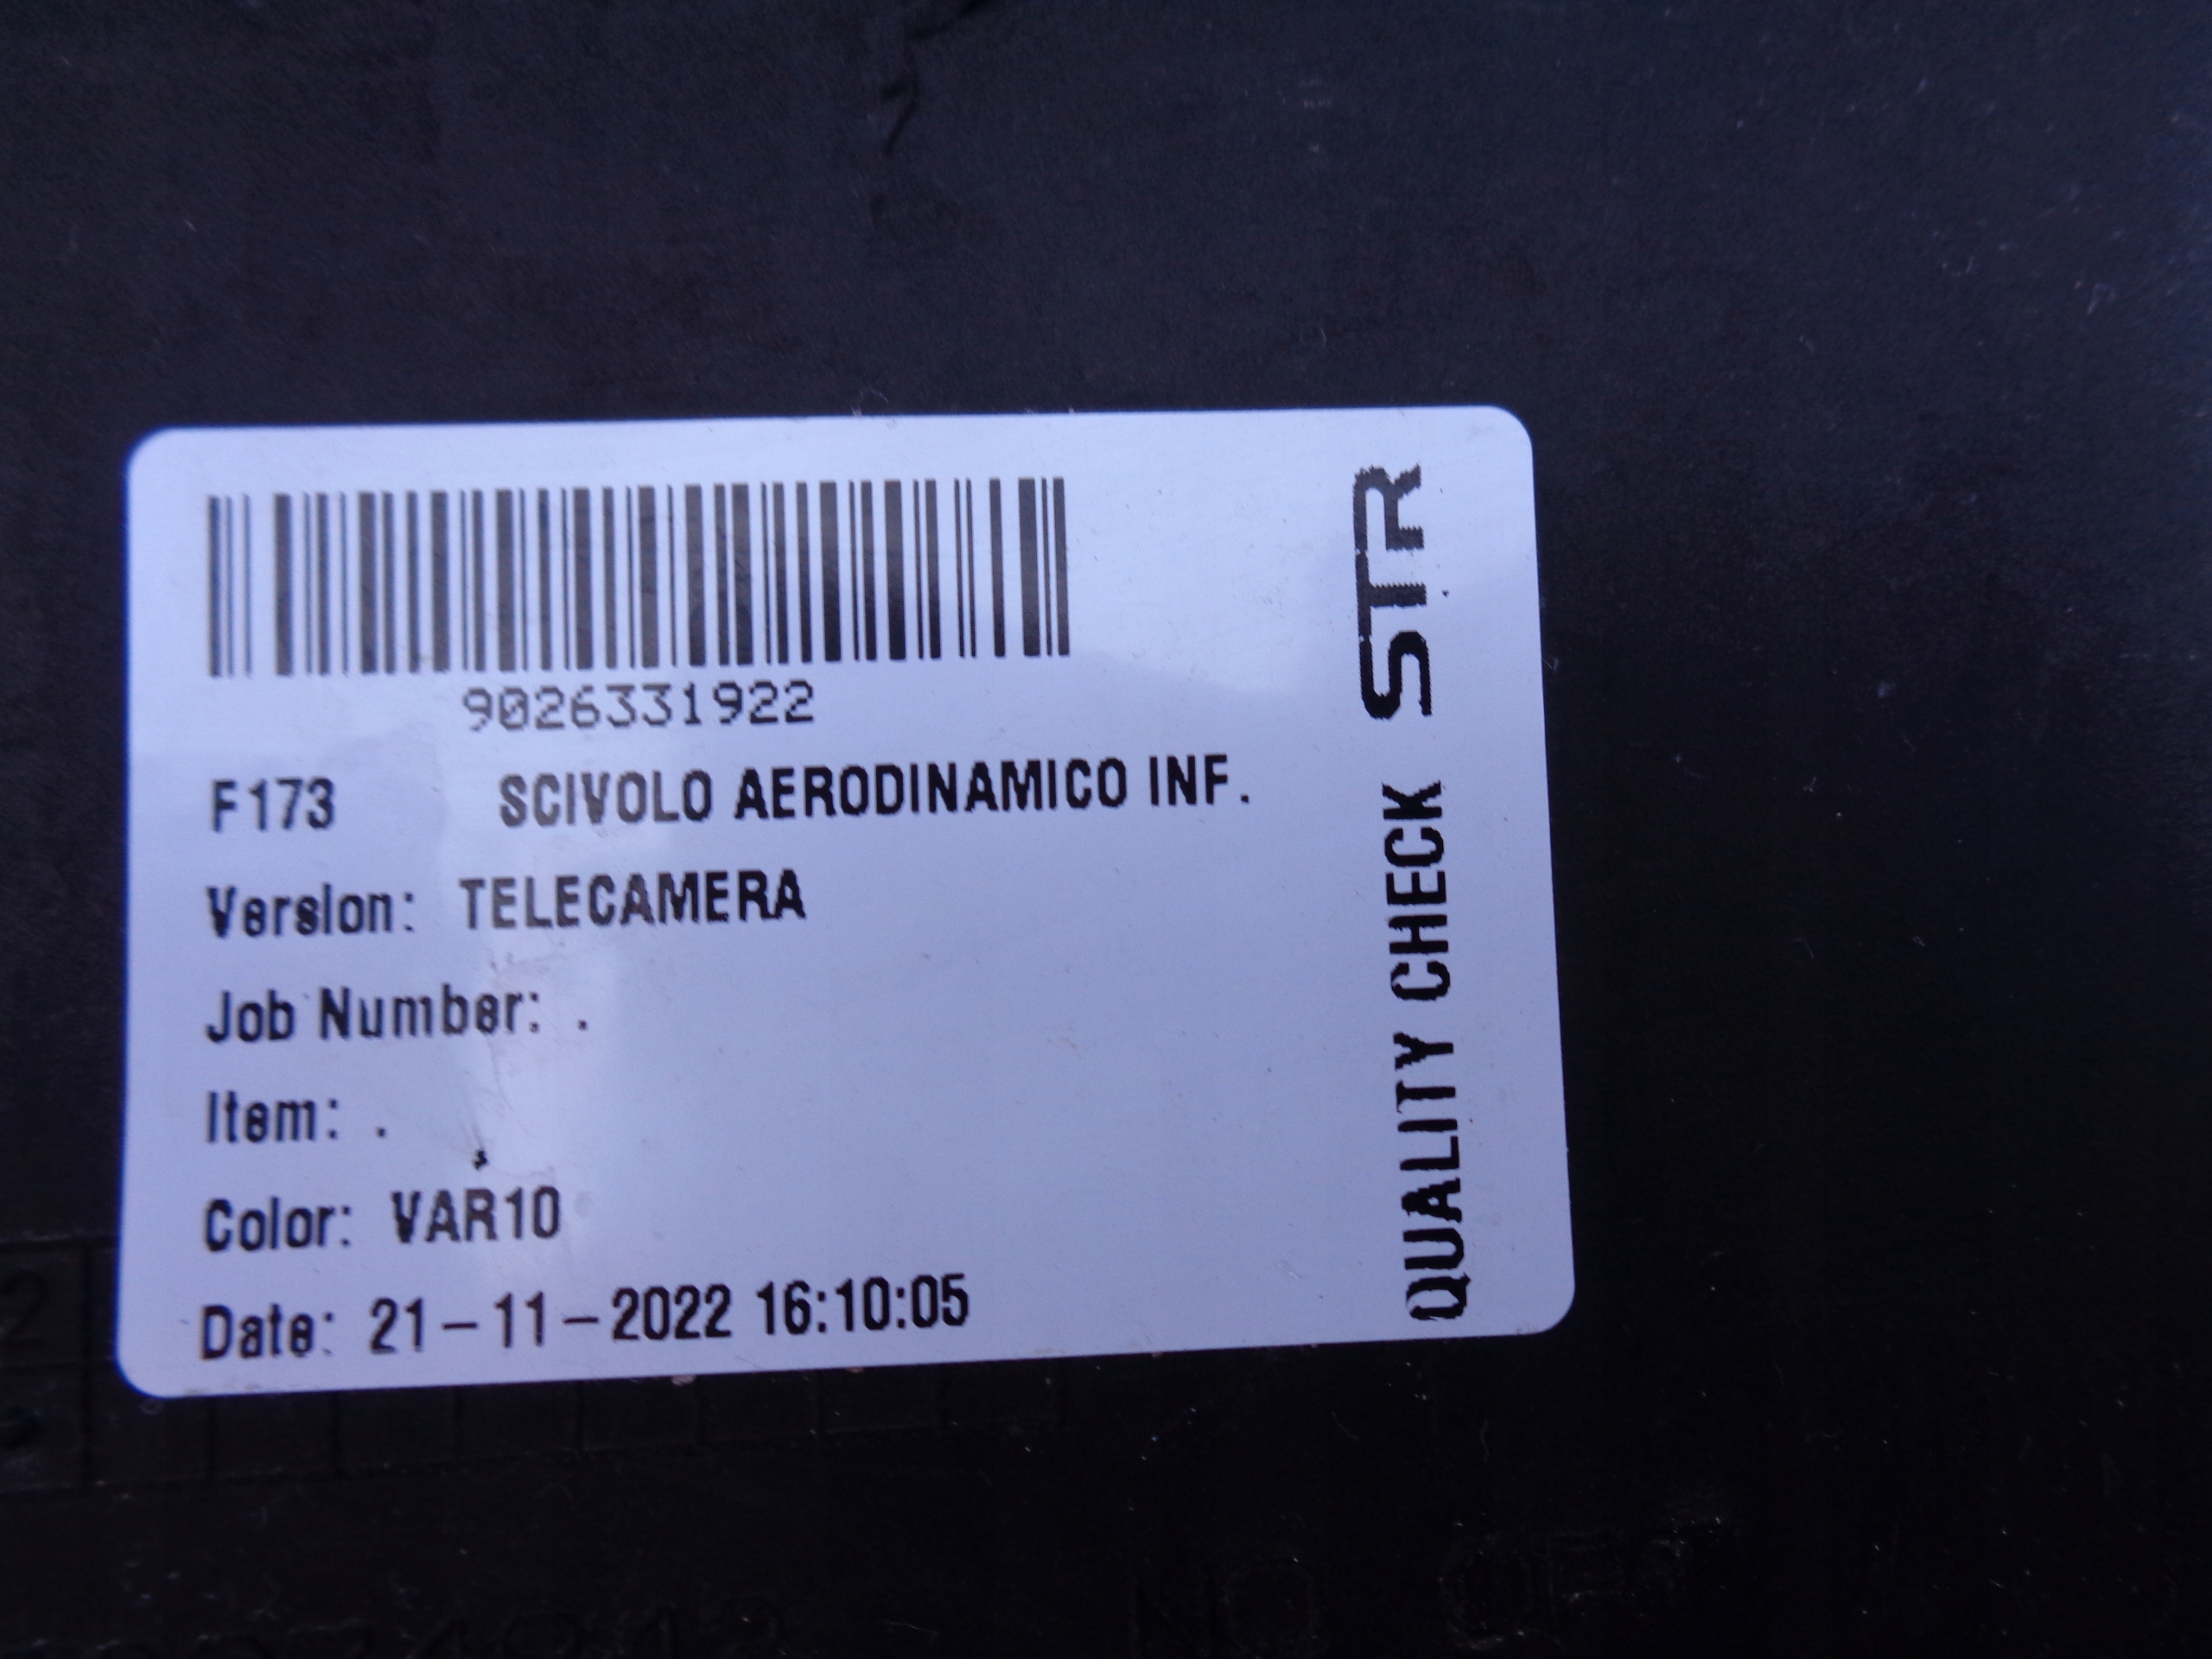 9026331922
F173 SCIVOLO AERODINAMICO INF.
Version: TELECAMERA
Job Number: .
Item: .
Color: VAR10
Date: 21-11-2022 16:10:05
QUALITY CHECK STR
2